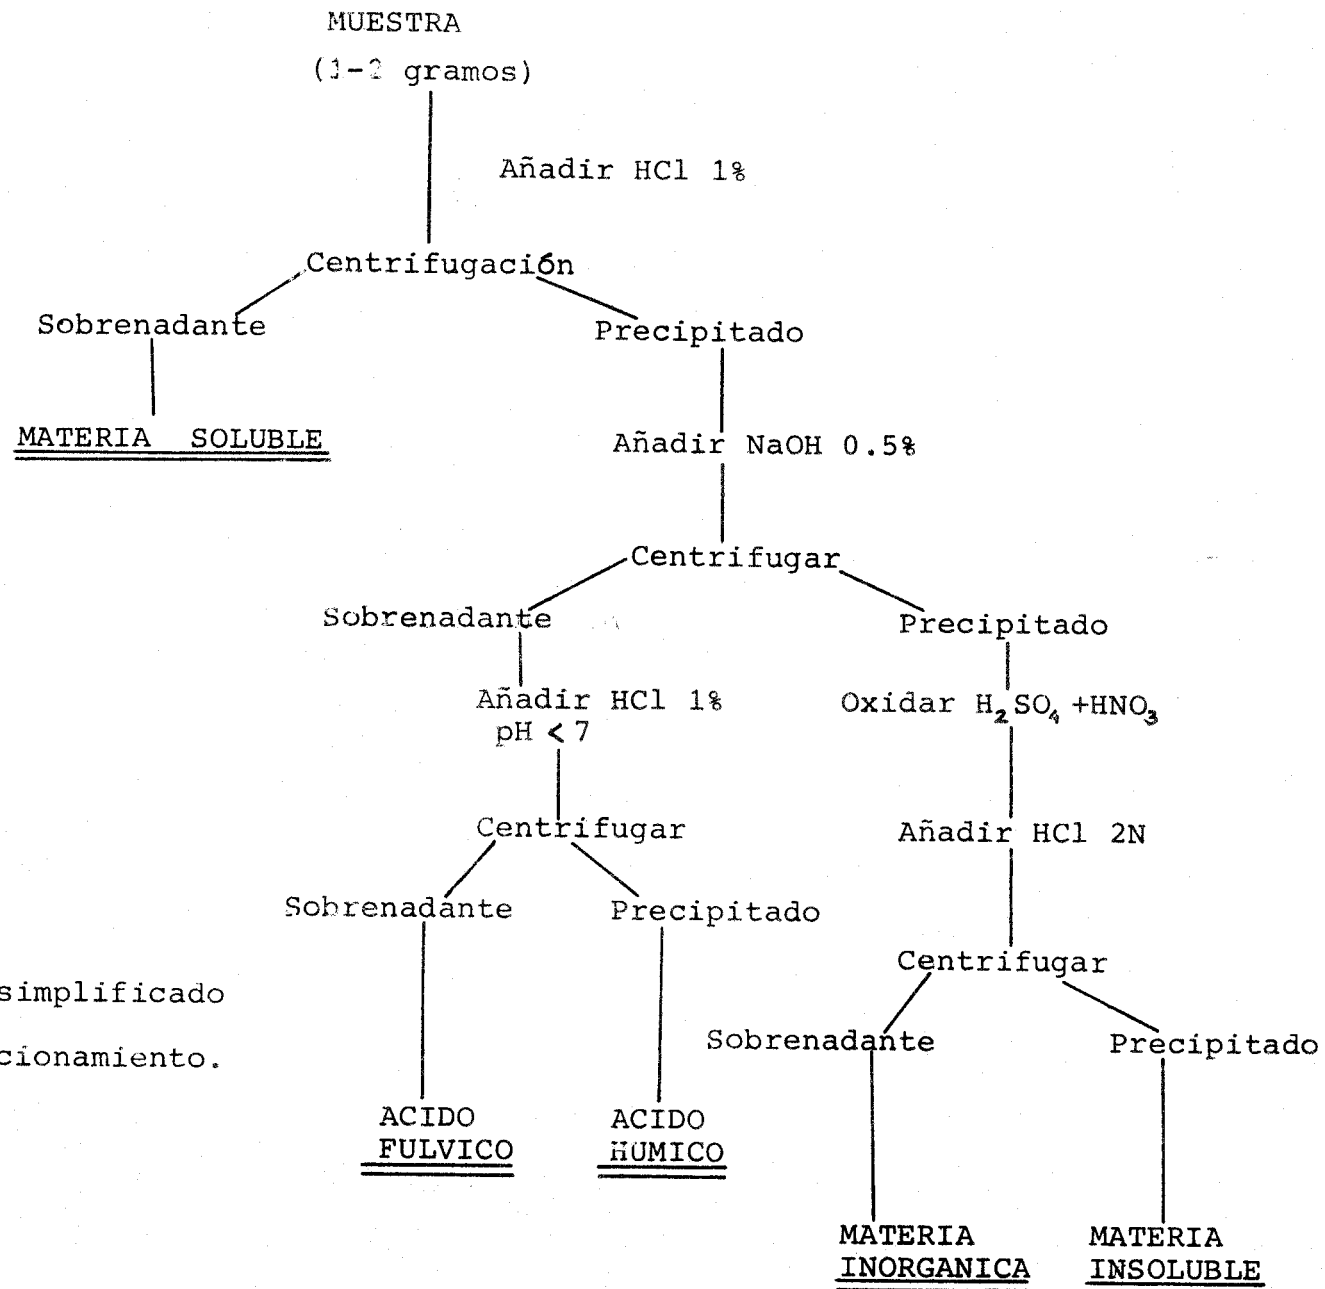 MUESTRA
(1-2 gramos)
Añadir HCl 1%
Centrifugación
Sobrenadante
Precipitado
MATERIA SOLUBLE
Añadir NaOH 0.5%
Centrifugar
Sobrenadante
Precipitado
Añadir HCl 1%
pH < 7
Oxidar H₂SO₄+HNO₃
Centrifugar
Añadir HCl 2N
Sobrenadante
Precipitado
Centrifugar
simplificado
Sobrenadante
Precipitado
cionamiento.
ACIDO
FULVICO
ACIDO
HUMICO
MATERIA
INORGANICA
MATERIA
INSOLUBLE